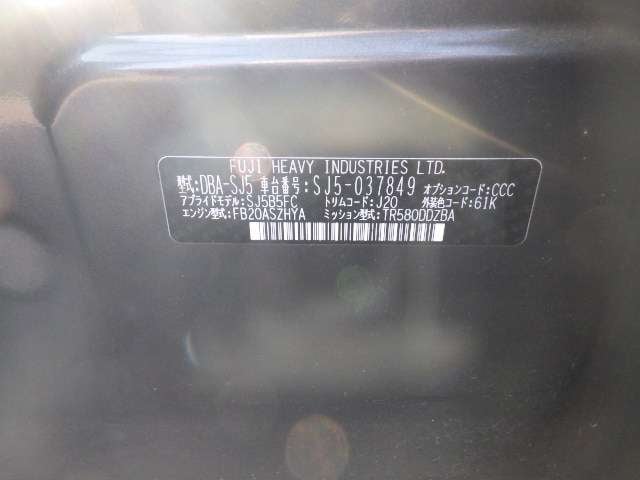 FUJI HEAVY INDUSTRIES LTD.
型式:DBA-SJ5 車台番号:SJ5-037849 オプションコード:CCC
アプライドモデル:SJ5B5FC トリムコード:J20 外装色コード:61K
エンジン型式:FB20ASZHYA ミッション型式:TR580DDZBA